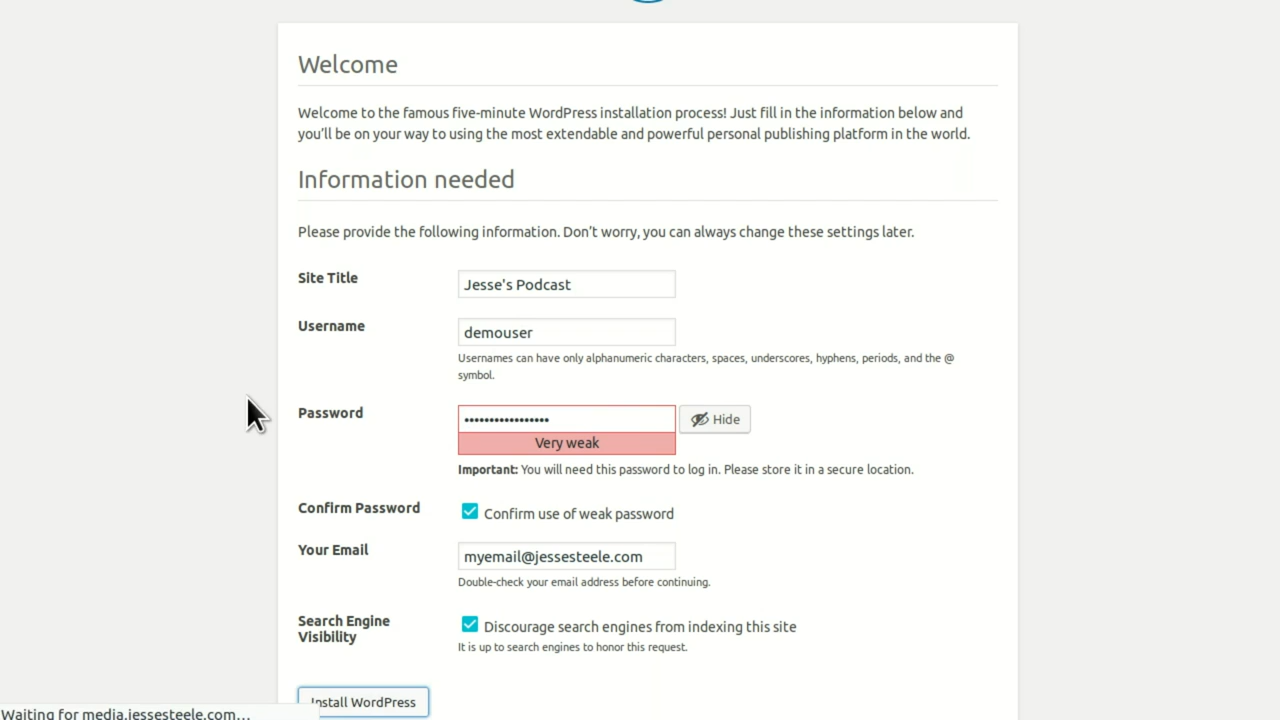 Welcome
Welcome to the famous five-minute WordPress installation process! Just fill in the information below and
you'll be on your way to using the most extendable and powerful personal publishing platform in the world.
Information needed
Please provide the following information. Don't worry, you can always change these settings later.
Site Title
Jesse's Podcast
Username
demouser
Usernames can have only alphanumeric characters, spaces, underscores, hyphens, periods, and the @
symbol.
Password
•••••••••••••••••
Hide
Very weak
Important: You will need this password to log in. Please store it in a secure location.
Confirm Password
Confirm use of weak password
Your Email
myemail@jessesteele.com
Double-check your email address before continuing.
Search Engine
Visibility
Discourage search engines from indexing this site
It is up to search engines to honor this request.
Install WordPress
Waiting for media.jessesteele.com...